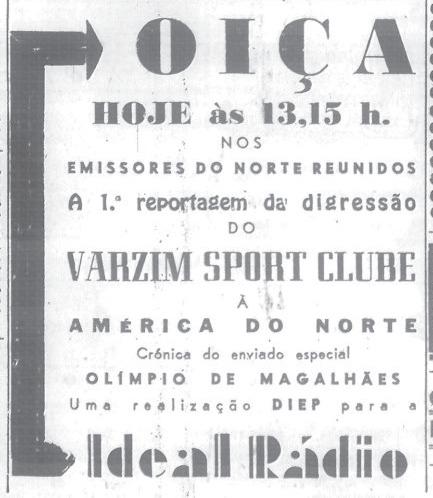 OIÇA
HOJE às 13,15 h.
NOS
EMISSORES DO NORTE REUNIDOS
A 1.ª reportagem da digressão
DO
VARZIM SPORT CLUBE
À
AMÉRICA DO NORTE
Crónica do enviado especial
OLÍMPIO DE MAGALHÃES
Uma realização DIEP para a
Ideal Rádio